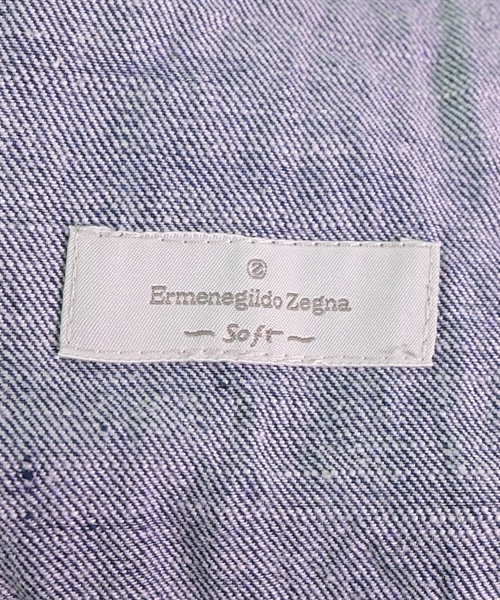 Ermenegildo Zegna
~ Soft ~